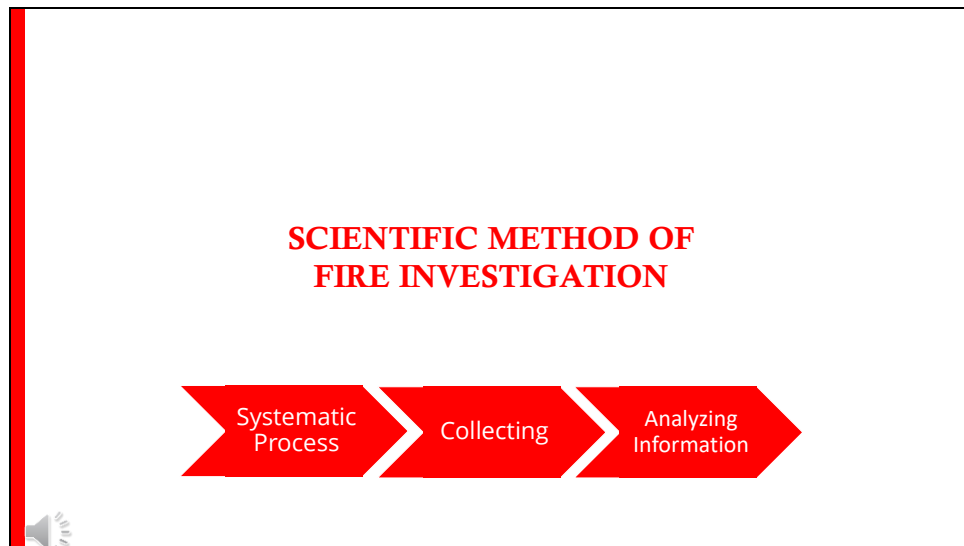 SCIENTIFIC METHOD OF
FIRE INVESTIGATION
Systematic
Process
Collecting
Analyzing
Information